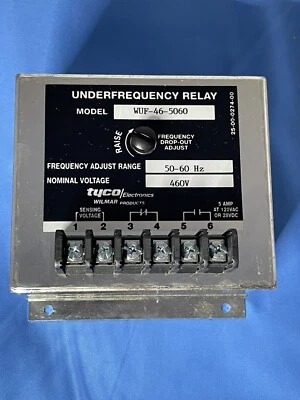 UNDERFREQUENCY RELAY
MODEL WUF-46-5060
RAISE
FREQUENCY
DROP-OUT
ADJUST
25-00-0274-00
FREQUENCY ADJUST RANGE 50-60 Hz
NOMINAL VOLTAGE 460V
tyco Electronics
WILMAR PRODUCTS
SENSING
VOLTAGE
5 AMP
AT 120VAC
OR 28VDC
1 2 3 4 5 6